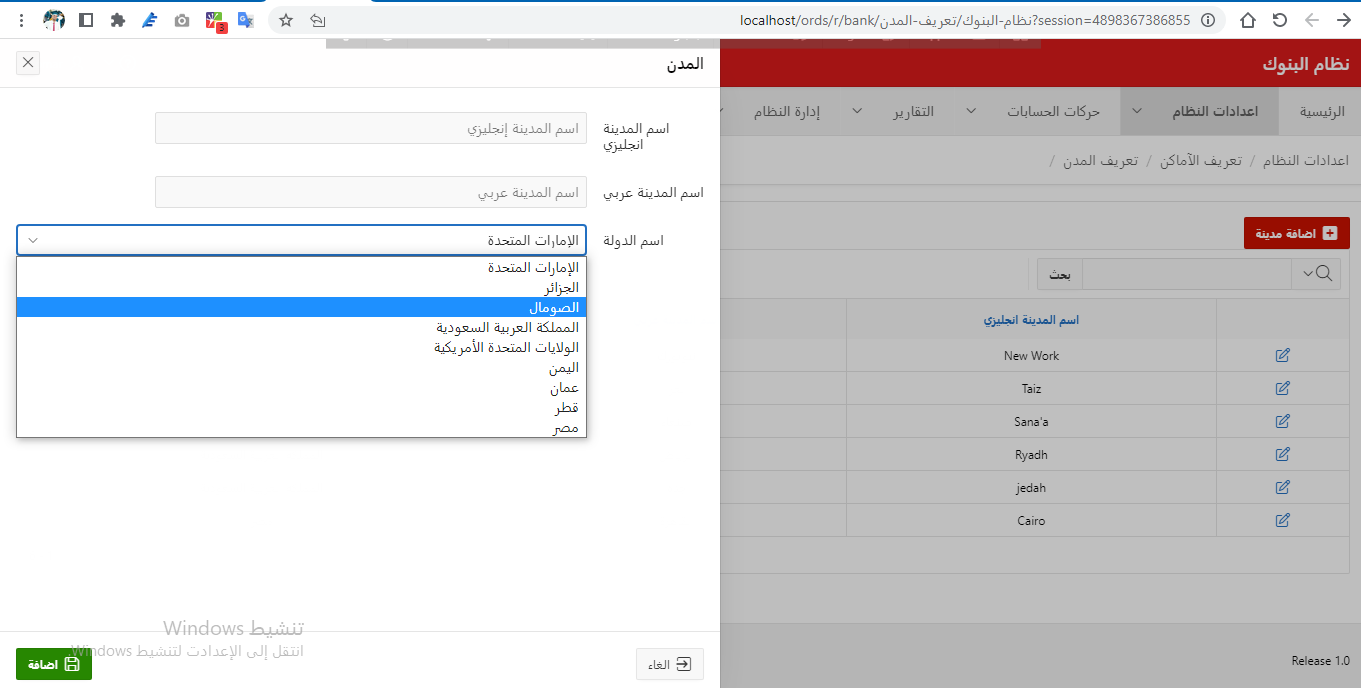 localhost/ords/r/bank/نظام-البنوك/تعريف-المدن?session=4898367386855
3
نظام البنوك
الرئيسية
اعدادات النظام
حركات الحسابات
التقارير
إدارة النظام
اعدادات النظام / تعريف الأماكن / تعريف المدن /
اضافة مدينة
بحث
اسم المدينة انجليزي
New Work
Taiz
Sana'a
Ryadh
jedah
Cairo
Release 1.0
المدن
اسم المدينة
انجليزي
اسم المدينة إنجليزي
اسم المدينة عربي
اسم المدينة عربي
اسم الدولة
الإمارات المتحدة
الإمارات المتحدة
الجزائر
الصومال
المملكة العربية السعودية
الولايات المتحدة الأمريكية
اليمن
عمان
قطر
مصر
تنشيط Windows
انتقل إلى الإعدادت لتنشيط Windows
الغاء
اضافة